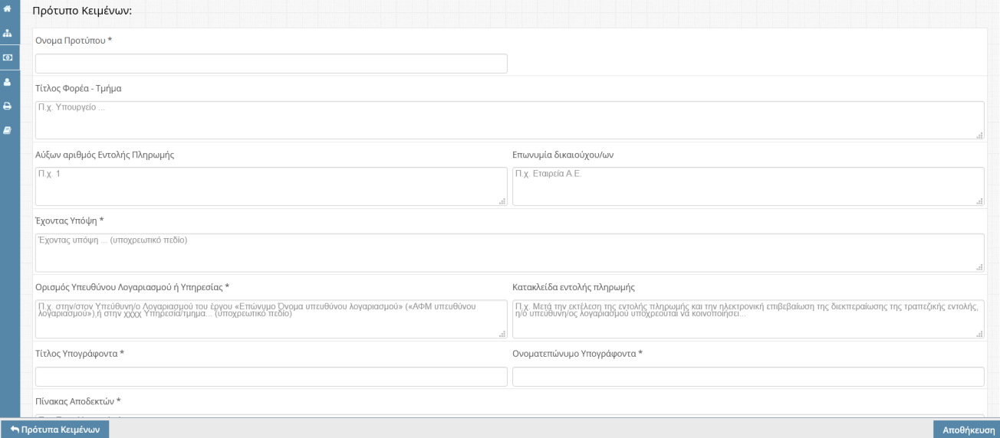 Πρότυπο Κειμένων:
Ονομα Προτύπου *
Τίτλος Φορέα - Τμήμα
Π.χ. Υπουργείο ...
Αύξων αριθμός Εντολής Πληρωμής
Επωνυμία δικαιούχου/ων
Π.χ. 1
Π.χ. Εταιρεία Α.Ε.
Έχοντας Υπόψη *
Έχοντας υπόψη ... (υποχρεωτικό πεδίο)
Ορισμός Υπευθύνου Λογαριασμού ή Υπηρεσίας *
Κατακλείδα εντολής πληρωμής
Π.χ. στην/στον Υπεύθυνη/ο Λογαριασμού του έργου «Επώνυμο Όνομα υπευθύνου λογαριασμού» («ΑΦΜ υπευθύνου
λογαριασμού»),ή στην χχχχ Υπηρεσία/τμημα... (υποχρεωτικό πεδίο)
Π.χ. Μετά την εκτέλεση της εντολής πληρωμής και την ηλεκτρονική επιβεβαίωση της διεκπεραίωσης της τραπεζικής εντολής,
η/ο υπεύθυνη/ος λογαριασμού υποχρεούται να κοινοποιήσει...
Τίτλος Υπογράφοντα *
Ονοματεπώνυμο Υπογράφοντα *
Πίνακας Αποδεκτών *
Πρότυπα Κειμένων
Αποθήκευση